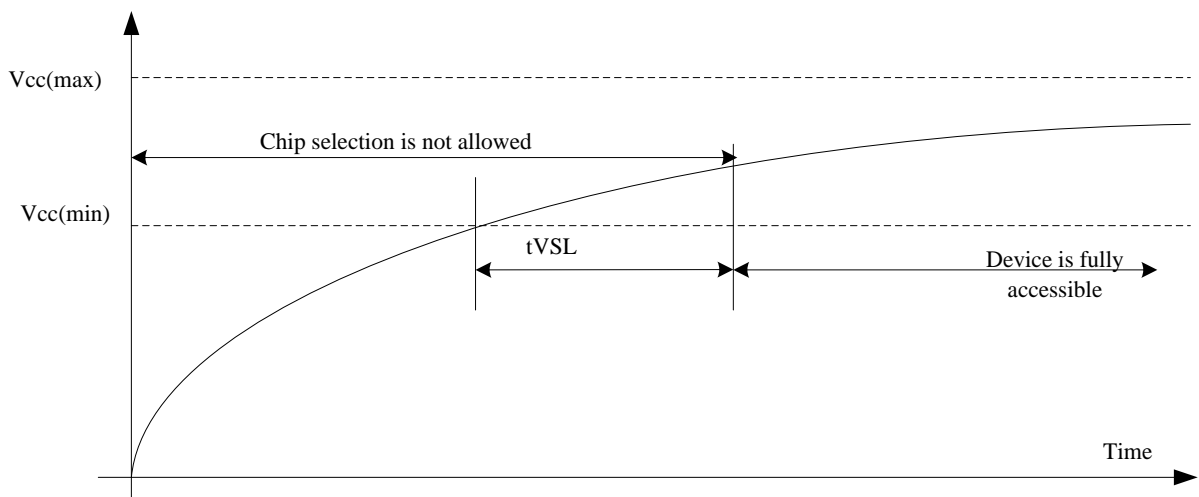 Vcc(max)
Chip selection is not allowed
Vcc(min)
tVSL
Device is fully
accessible
Time